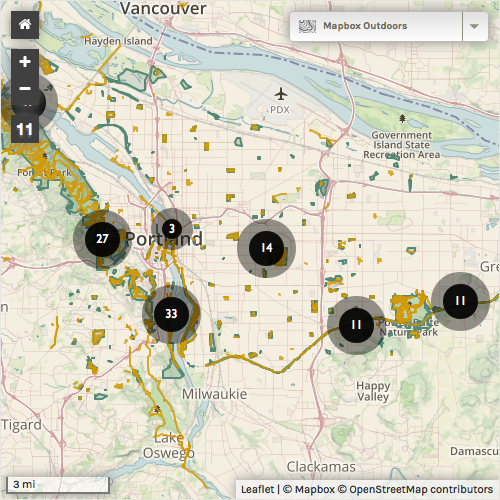 Vancouver
Mapbox Outdoors
Hayden Island
+
−
11
PDX
Government
Island State
Recreation Area
Forest Park
3
27
Portland
14
Gre
33
11
11
Nature Park
Happy
Valley
Milwaukie
Tigard
Lake
Oswego
Damascu
Clackamas
3 mi
Leaflet | © Mapbox © OpenStreetMap contributors